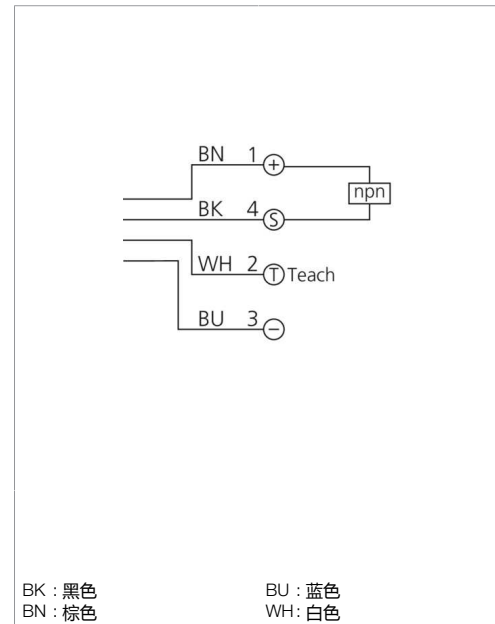 BN 1 +
npn
BK 4 S
WH 2 T Teach
BU 3 −
BK : 黑色 BU : 蓝色
BN : 棕色 WH: 白色